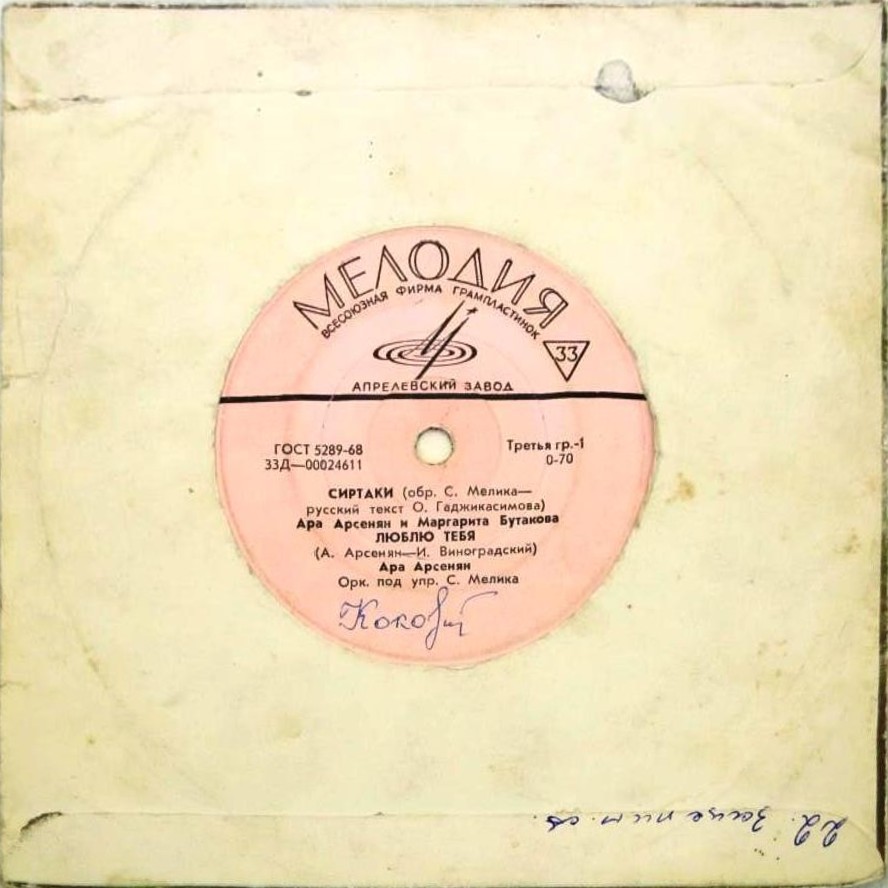 МЕЛОДИЯ
ВСЕСОЮЗНАЯ ФИРМА ГРАМПЛАСТИНОК
33
АПРЕЛЕВСКИЙ ЗАВОД
ГОСТ 5289-68
Третья гр.-1
33Д—00024611
0-70
СИРТАКИ (обр. С. Мелика—
русский текст О. Гаджикасимова)
Ара Арсенян и Маргарита Бутакова
ЛЮБЛЮ ТЕБЯ
(А. Арсенян—И. Виноградский)
Ара Арсенян
Орк. под упр. С. Мелика
22.